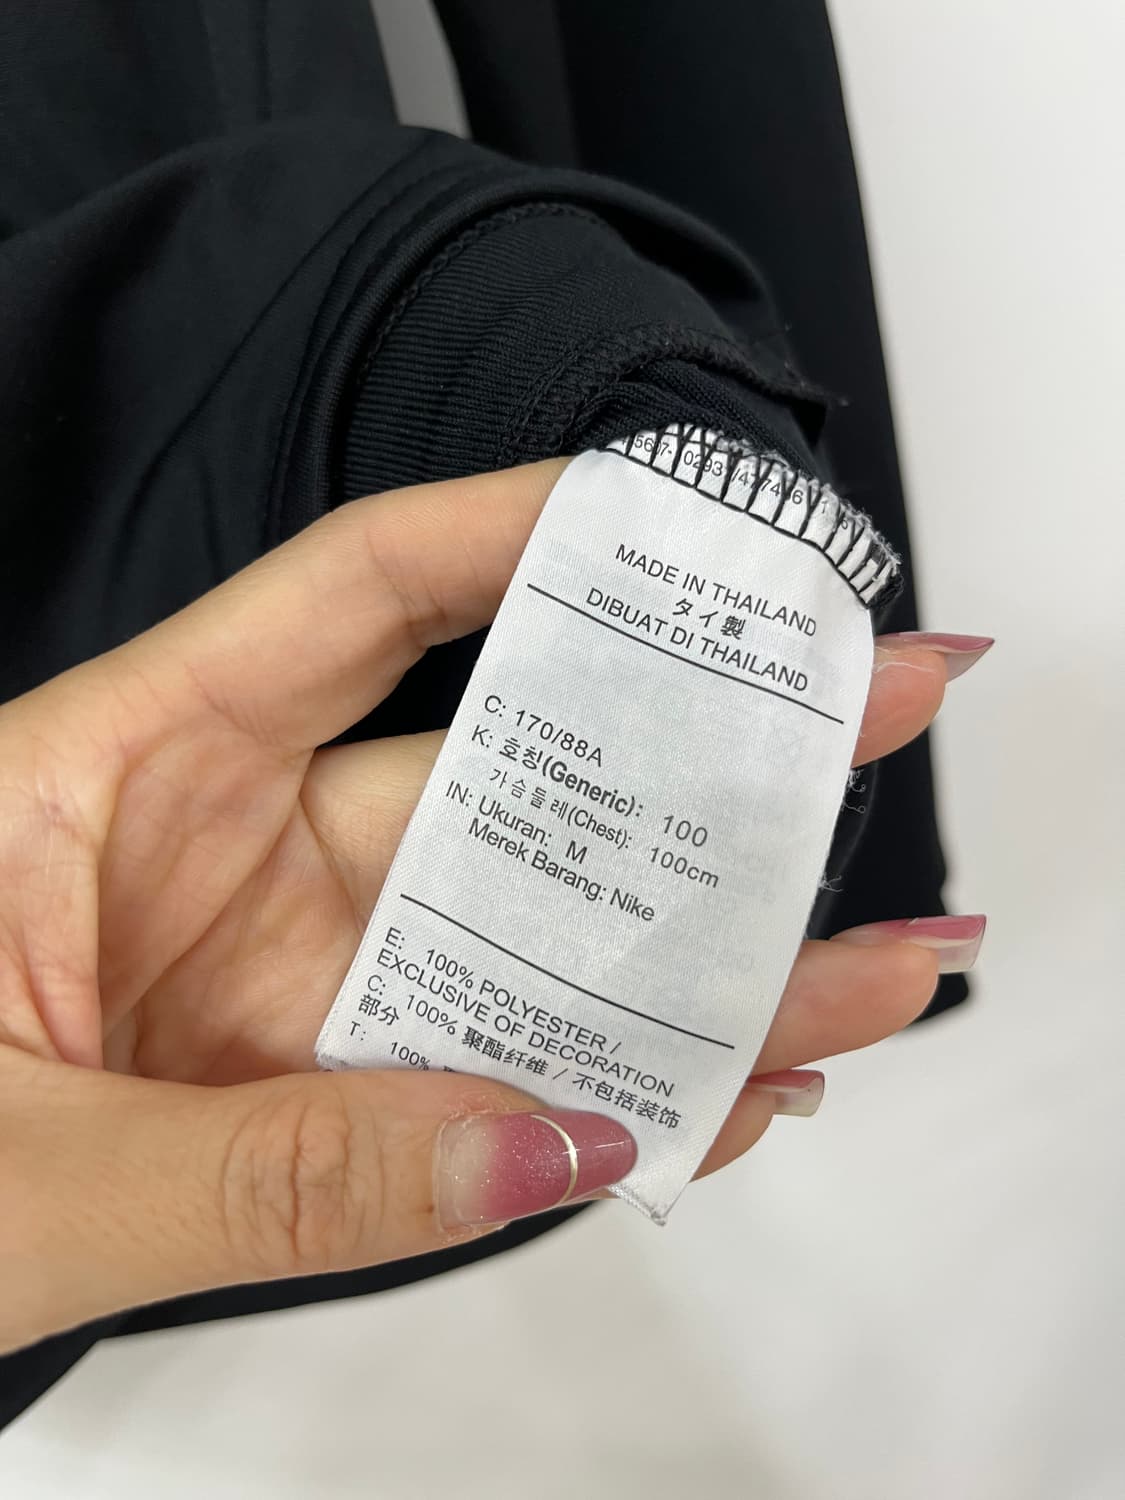 MADE IN THAILAND
タイ製
DIBUAT DI THAILAND
C: 170/88A
K: 호칭(Generic): 100
가슴둘레(Chest): 100cm
IN: Ukuran: M
Merek Barang: Nike
E: 100% POLYESTER /
EXCLUSIVE OF DECORATION
C: 100% 聚酯纤维 / 不包括装饰
部分
T: 100%